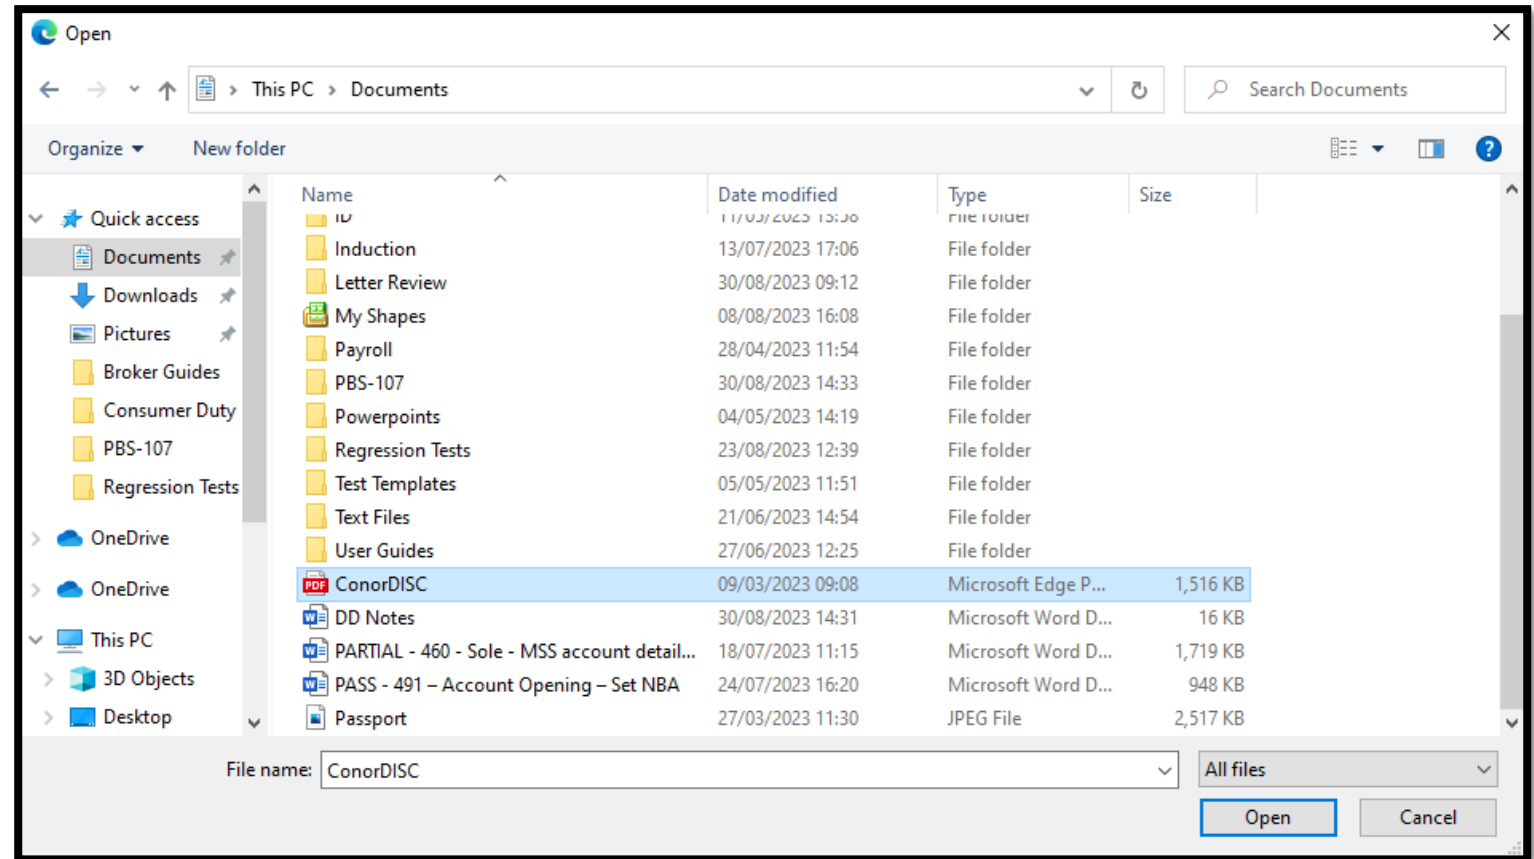 Open
This PC > Documents
Search Documents
Organize
New folder
Name Date modified Type Size
Quick access
Documents
Downloads
Pictures
Broker Guides
Consumer Duty
PBS-107
Regression Tests
OneDrive
OneDrive
This PC
3D Objects
Desktop
ID 11/05/2023 13:58 File folder
Induction 13/07/2023 17:06 File folder
Letter Review 30/08/2023 09:12 File folder
My Shapes 08/08/2023 16:08 File folder
Payroll 28/04/2023 11:54 File folder
PBS-107 30/08/2023 14:33 File folder
Powerpoints 04/05/2023 14:19 File folder
Regression Tests 23/08/2023 12:39 File folder
Test Templates 05/05/2023 11:51 File folder
Text Files 21/06/2023 14:54 File folder
User Guides 27/06/2023 12:25 File folder
PDF ConorDISC 09/03/2023 09:08 Microsoft Edge P... 1,516 KB
DD Notes 30/08/2023 14:31 Microsoft Word D... 16 KB
PARTIAL - 460 - Sole - MSS account detail... 18/07/2023 11:15 Microsoft Word D... 1,719 KB
PASS - 491 – Account Opening – Set NBA 24/07/2023 16:20 Microsoft Word D... 948 KB
Passport 27/03/2023 11:30 JPEG File 2,517 KB
File name: ConorDISC All files
Open Cancel